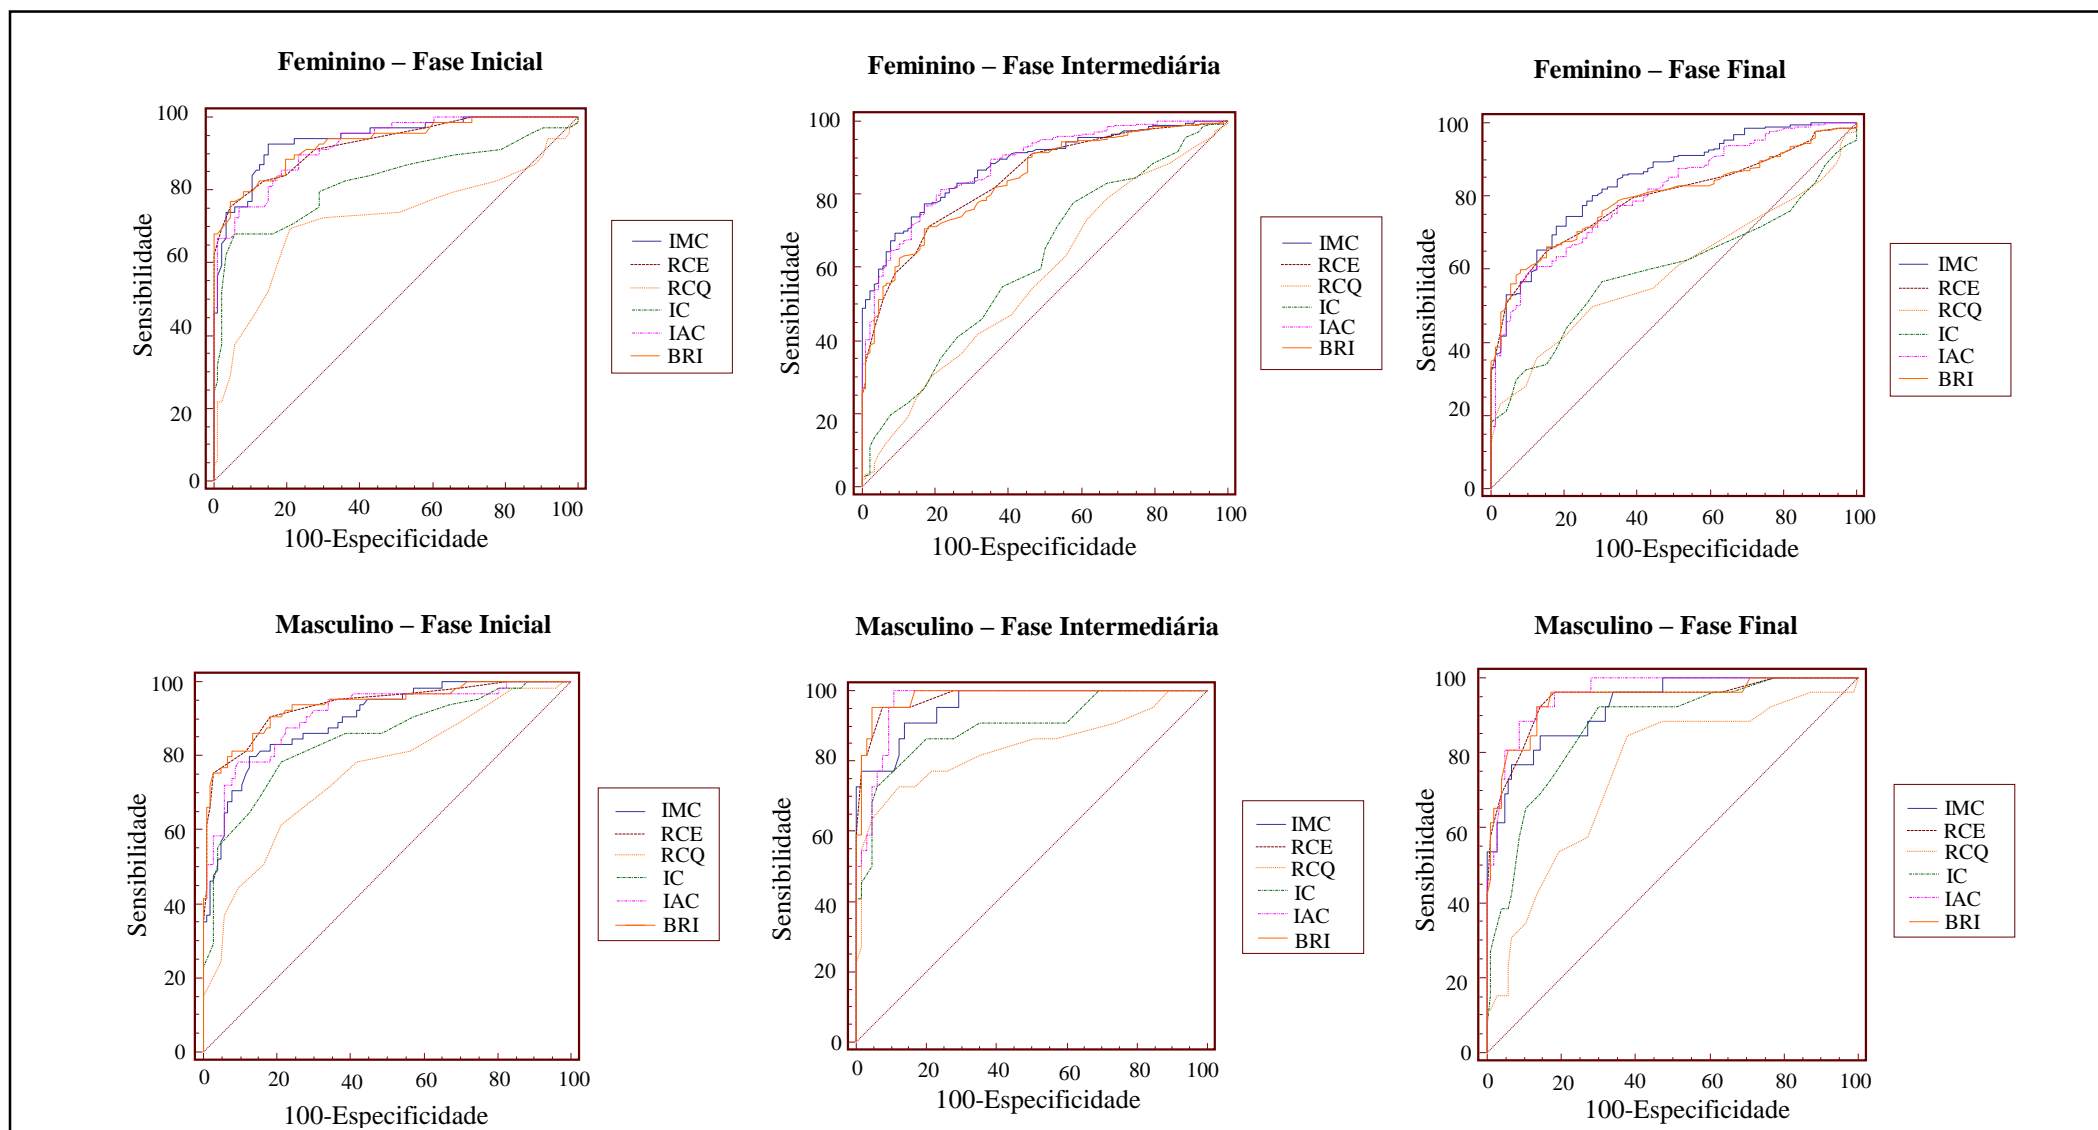 Feminino – Fase Inicial
100
80
60
40
20
0
Sensibilidade
0 20 40 60 80 100
100-Especificidade
IMC
RCE
RCQ
IC
IAC
BRI
Feminino – Fase Intermediária
100
80
60
40
20
0
Sensibilidade
0 20 40 60 80 100
100-Especificidade
IMC
RCE
RCQ
IC
IAC
BRI
Feminino – Fase Final
100
80
60
40
20
0
Sensibilidade
0 20 40 60 80 100
100-Especificidade
IMC
RCE
RCQ
IC
IAC
BRI
Masculino – Fase Inicial
100
80
60
40
20
0
Sensibilidade
0 20 40 60 80 100
100-Especificidade
IMC
RCE
RCQ
IC
IAC
BRI
Masculino – Fase Intermediária
100
80
60
40
20
0
Sensibilidade
0 20 40 60 80 100
100-Especificidade
IMC
RCE
RCQ
IC
IAC
BRI
Masculino – Fase Final
100
80
60
40
20
0
Sensibilidade
0 20 40 60 80 100
100-Especificidade
IMC
RCE
RCQ
IC
IAC
BRI